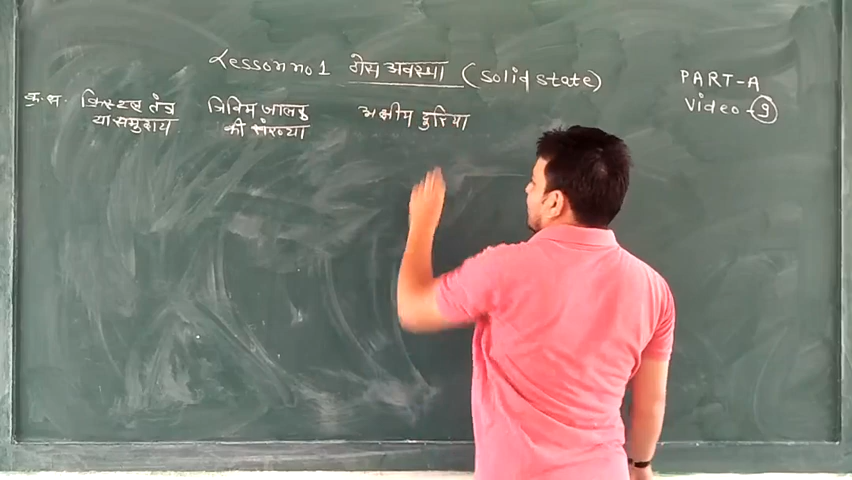 Lesson no 1 ठोस अवस्था (Solid state)
PART-A
Video - 9
क्र.स. क्रिस्टल तंत्र या समुदाय
त्रिविम जालक की संख्या
अक्षीय दुरिया